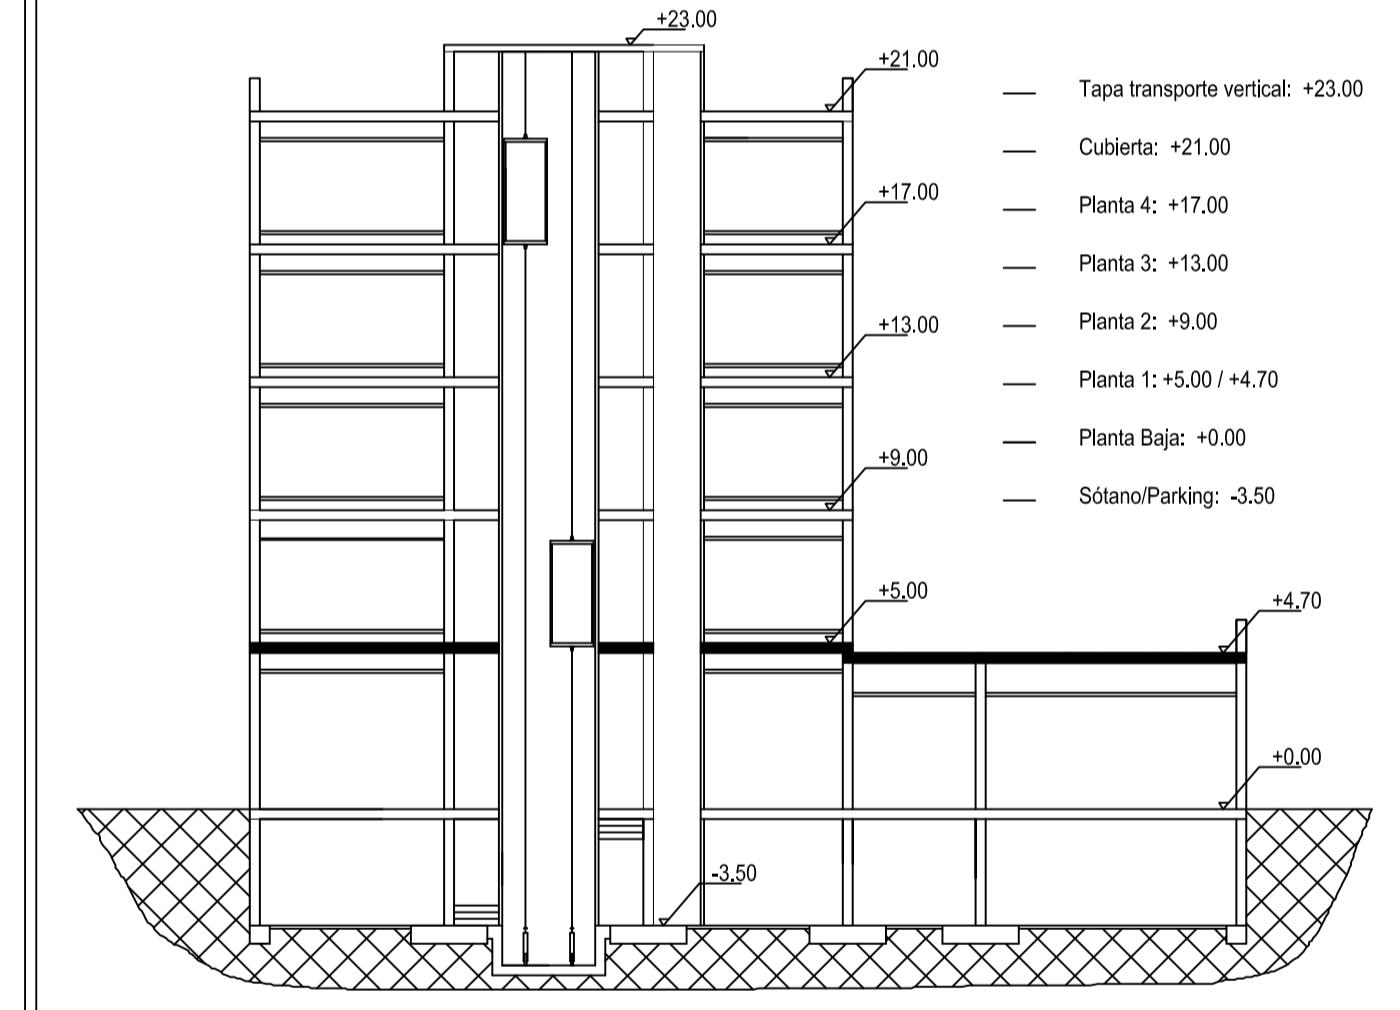 +23.00
+21.00
Tapa transporte vertical: +23.00
Cubierta: +21.00
+17.00
Planta 4: +17.00
Planta 3: +13.00
+13.00
Planta 2: +9.00
Planta 1: +5.00 / +4.70
Planta Baja: +0.00
+9.00
Sótano/Parking: -3.50
+5.00
+4.70
+0.00
-3.50